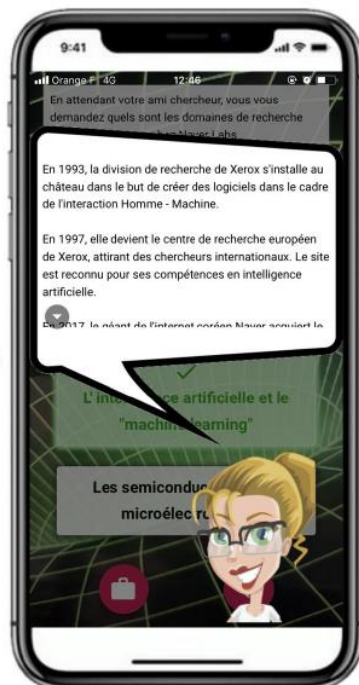 9:41
Orange F 4G 12:46
En attendant votre ami chercheur, vous vous
demandez quels sont les domaines de recherche
Naver Labs
En 1993, la division de recherche de Xerox s'installe au
château dans le but de créer des logiciels dans le cadre
de l'interaction Homme - Machine.
En 1997, elle devient le centre de recherche européen
de Xerox, attirant des chercheurs internationaux. Le site
est reconnu pour ses compétences en intelligence
artificielle.
En 2017, le géant de l'internet coréen Naver acquiert le
L' artificielle et le
"machine learning"
Les